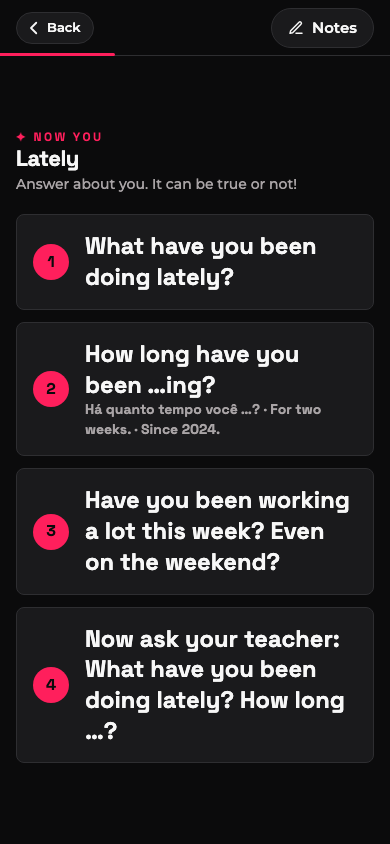 Back
Notes
✦ NOW YOU
Lately
Answer about you. It can be true or not!
1
What have you been
doing lately?
2
How long have you
been ...ing?
Há quanto tempo você ...? · For two
weeks. · Since 2024.
3
Have you been working
a lot this week? Even
on the weekend?
4
Now ask your teacher:
What have you been
doing lately? How long
...?